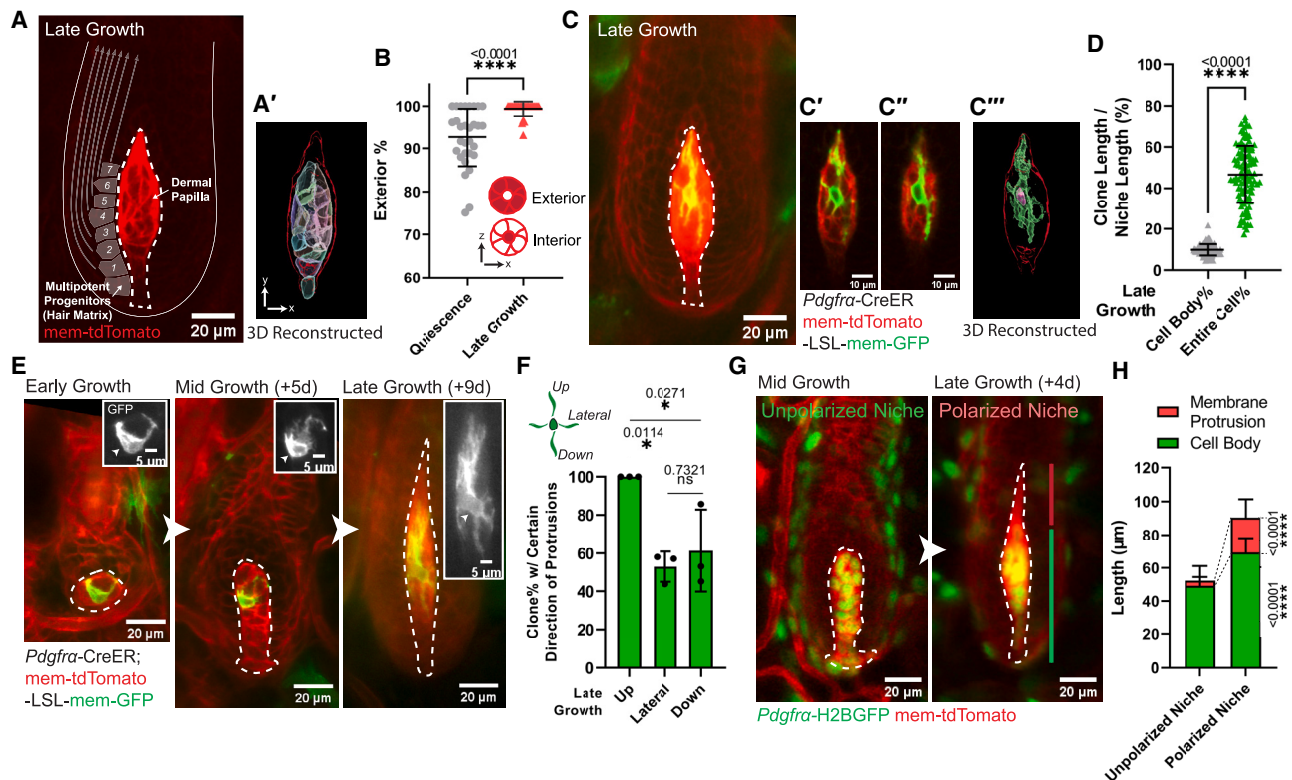 A
Late Growth
7
6
5
4
3
2
1
Dermal
Papilla
Multipotent
Progenitors
(Hair Matrix)
mem-tdTomato
20 µm
A′
y
x
3D Reconstructed
B
<0.0001
****
Exterior %
100
90
80
70
60
Exterior
Interior
z
x
Quiescence
Late Growth
C
Late Growth
20 µm
C′
C″
10 µm
10 µm
Pdgfrα-CreER
mem-tdTomato
-LSL-mem-GFP
C‴
3D Reconstructed
D
<0.0001
****
Clone Length /
Niche Length (%)
100
80
60
40
20
0
Late
Growth
Cell Body%
Entire Cell%
E
Early Growth
GFP
5 µm
20 µm
Mid Growth (+5d)
5 µm
20 µm
Late Growth (+9d)
5 µm
20 µm
Pdgfrα-CreER;
mem-tdTomato
-LSL-mem-GFP
F
Up
Lateral
Down
0.0271
*
0.0114
*
0.7321
ns
Clone% w/ Certain
Direction of Protrusions
100
80
60
40
20
0
Late
Growth
Up
Lateral
Down
G
Mid Growth
Unpolarized Niche
20 µm
Late Growth (+4d)
Polarized Niche
20 µm
Pdgfrα-H2BGFP mem-tdTomato
H
Membrane
Protrusion
Cell Body
Length (µm)
120
100
80
60
40
20
0
<0.0001
****
<0.0001
****
Unpolarized Niche
Polarized Niche